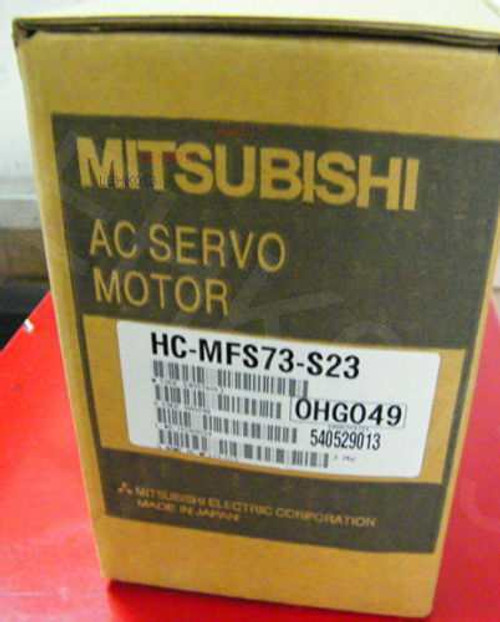 MITSUBISHI
AC SERVO
MOTOR
HC-MFS73-S23
OHG049
540529013
MITSUBISHI ELECTRIC CORPORATION
MADE IN JAPAN